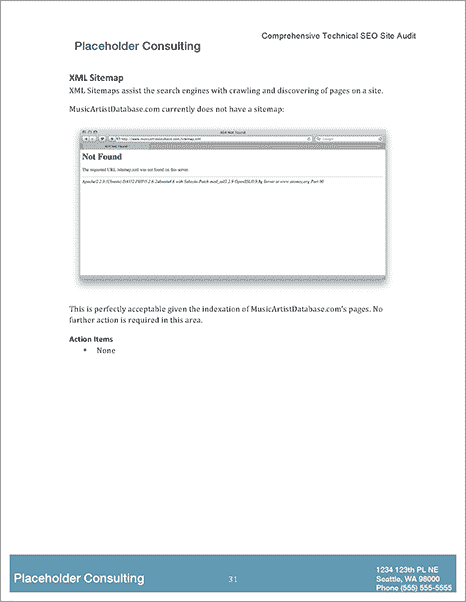 Comprehensive Technical SEO Site Audit
Placeholder Consulting
XML Sitemap
XML Sitemaps assist the search engines with crawling and discovering of pages on a site.
MusicArtistDatabase.com currently does not have a sitemap:
404 Not Found
Not Found
The requested URL /sitemap.xml was not found on this server.
This is perfectly acceptable given the indexation of MusicArtistDatabase.com's pages. No
further action is required in this area.
Action Items
• None
Placeholder Consulting
31
1234 123th PL NE
Seattle, WA 98000
Phone (555) 555-5555